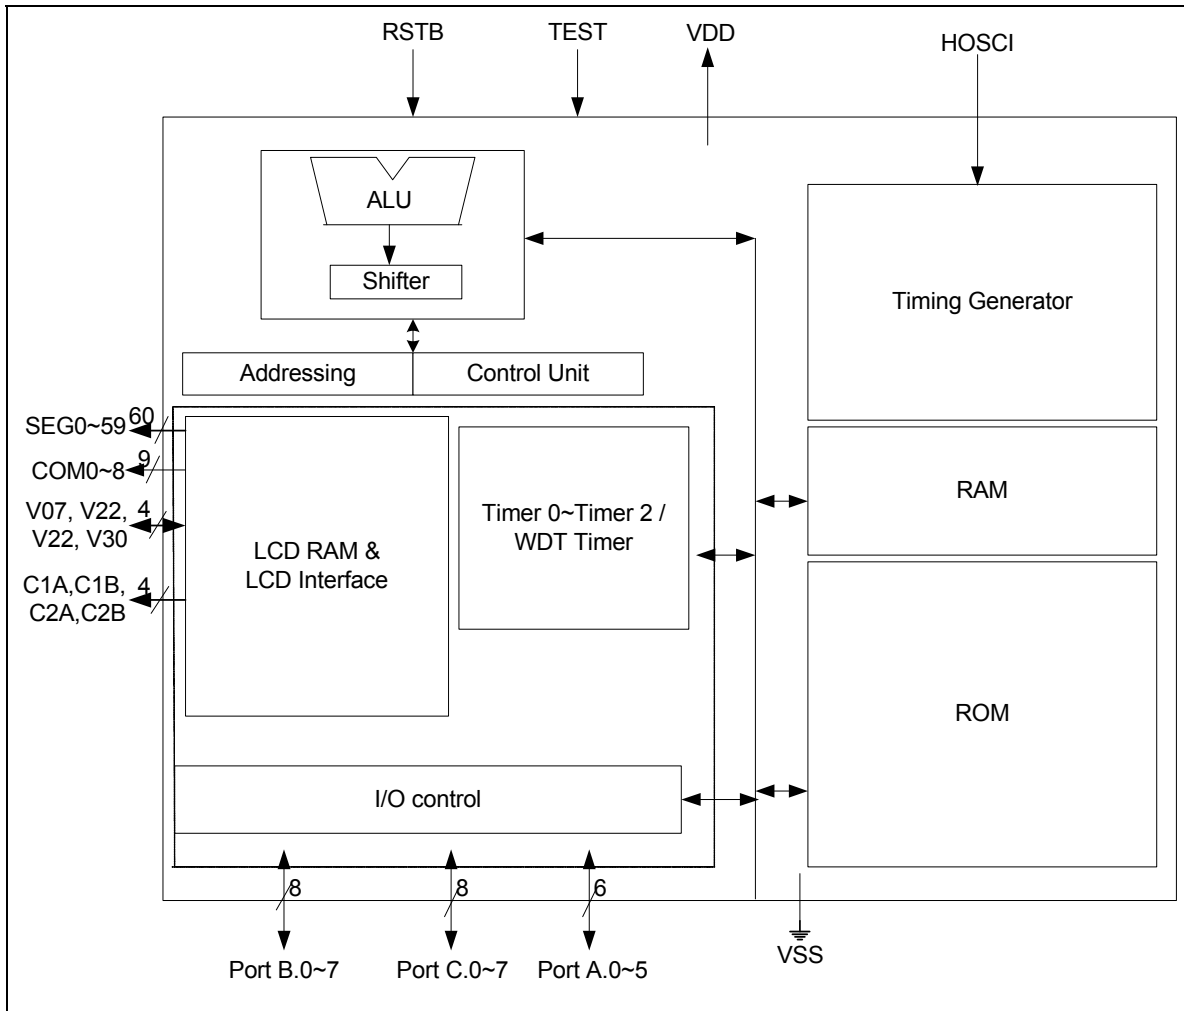 RSTB
TEST
VDD
HOSCI
ALU
Shifter
Timing Generator
Addressing
Control Unit
SEG0~59
60
COM0~8
9
V07, V22,
V22, V30
4
C1A,C1B,
C2A,C2B
4
LCD RAM &
LCD Interface
Timer 0~Timer 2 /
WDT Timer
RAM
ROM
I/O control
8
8
6
Port B.0~7
Port C.0~7
Port A.0~5
VSS